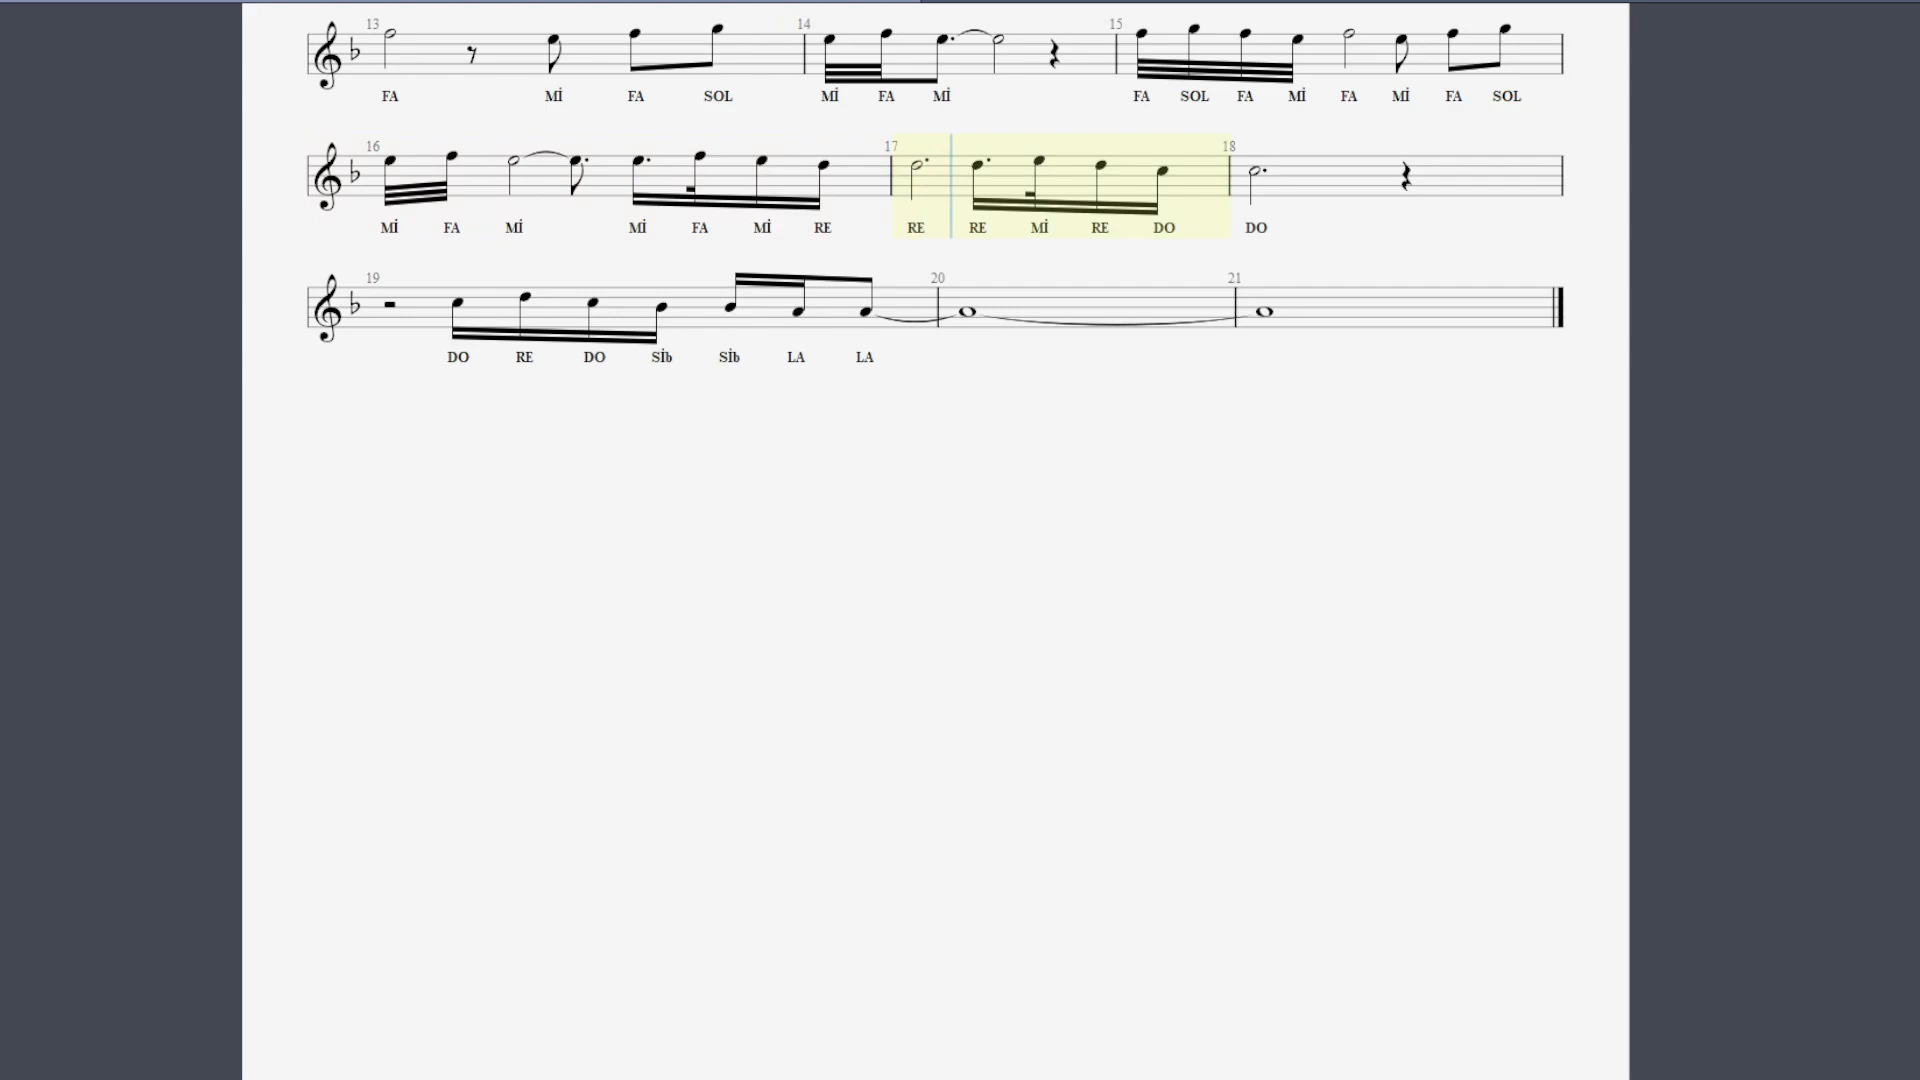 13 14 15
FA Mİ FA SOL Mİ FA Mİ FA SOL FA Mİ FA Mİ FA SOL
16 17 18
Mİ FA Mİ Mİ FA Mİ RE RE RE Mİ RE DO DO
19 20 21
DO RE DO Sİb Sİb LA LA